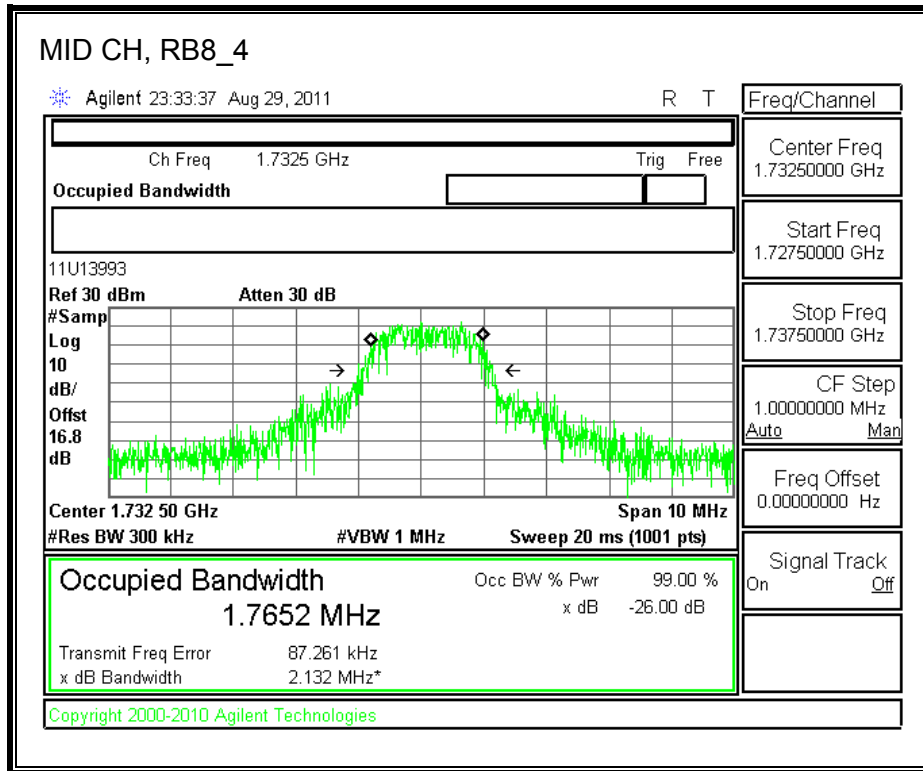 MID CH, RB8_4
Agilent 23:33:37 Aug 29, 2011 R T
Freq/Channel
Ch Freq 1.7325 GHz Trig Free
Occupied Bandwidth
Center Freq
1.73250000 GHz
Start Freq
1.72750000 GHz
11U13993
Ref 30 dBm Atten 30 dB
#Samp
Log
10
dB/
Offst
16.8
dB
Stop Freq
1.73750000 GHz
CF Step
1.00000000 MHz
Auto Man
Freq Offset
0.00000000 Hz
Center 1.732 50 GHz Span 10 MHz
#Res BW 300 kHz #VBW 1 MHz Sweep 20 ms (1001 pts)
Signal Track
On Off
Occupied Bandwidth Occ BW % Pwr 99.00 %
1.7652 MHz x dB -26.00 dB
Transmit Freq Error 87.261 kHz
x dB Bandwidth 2.132 MHz*
Copyright 2000-2010 Agilent Technologies